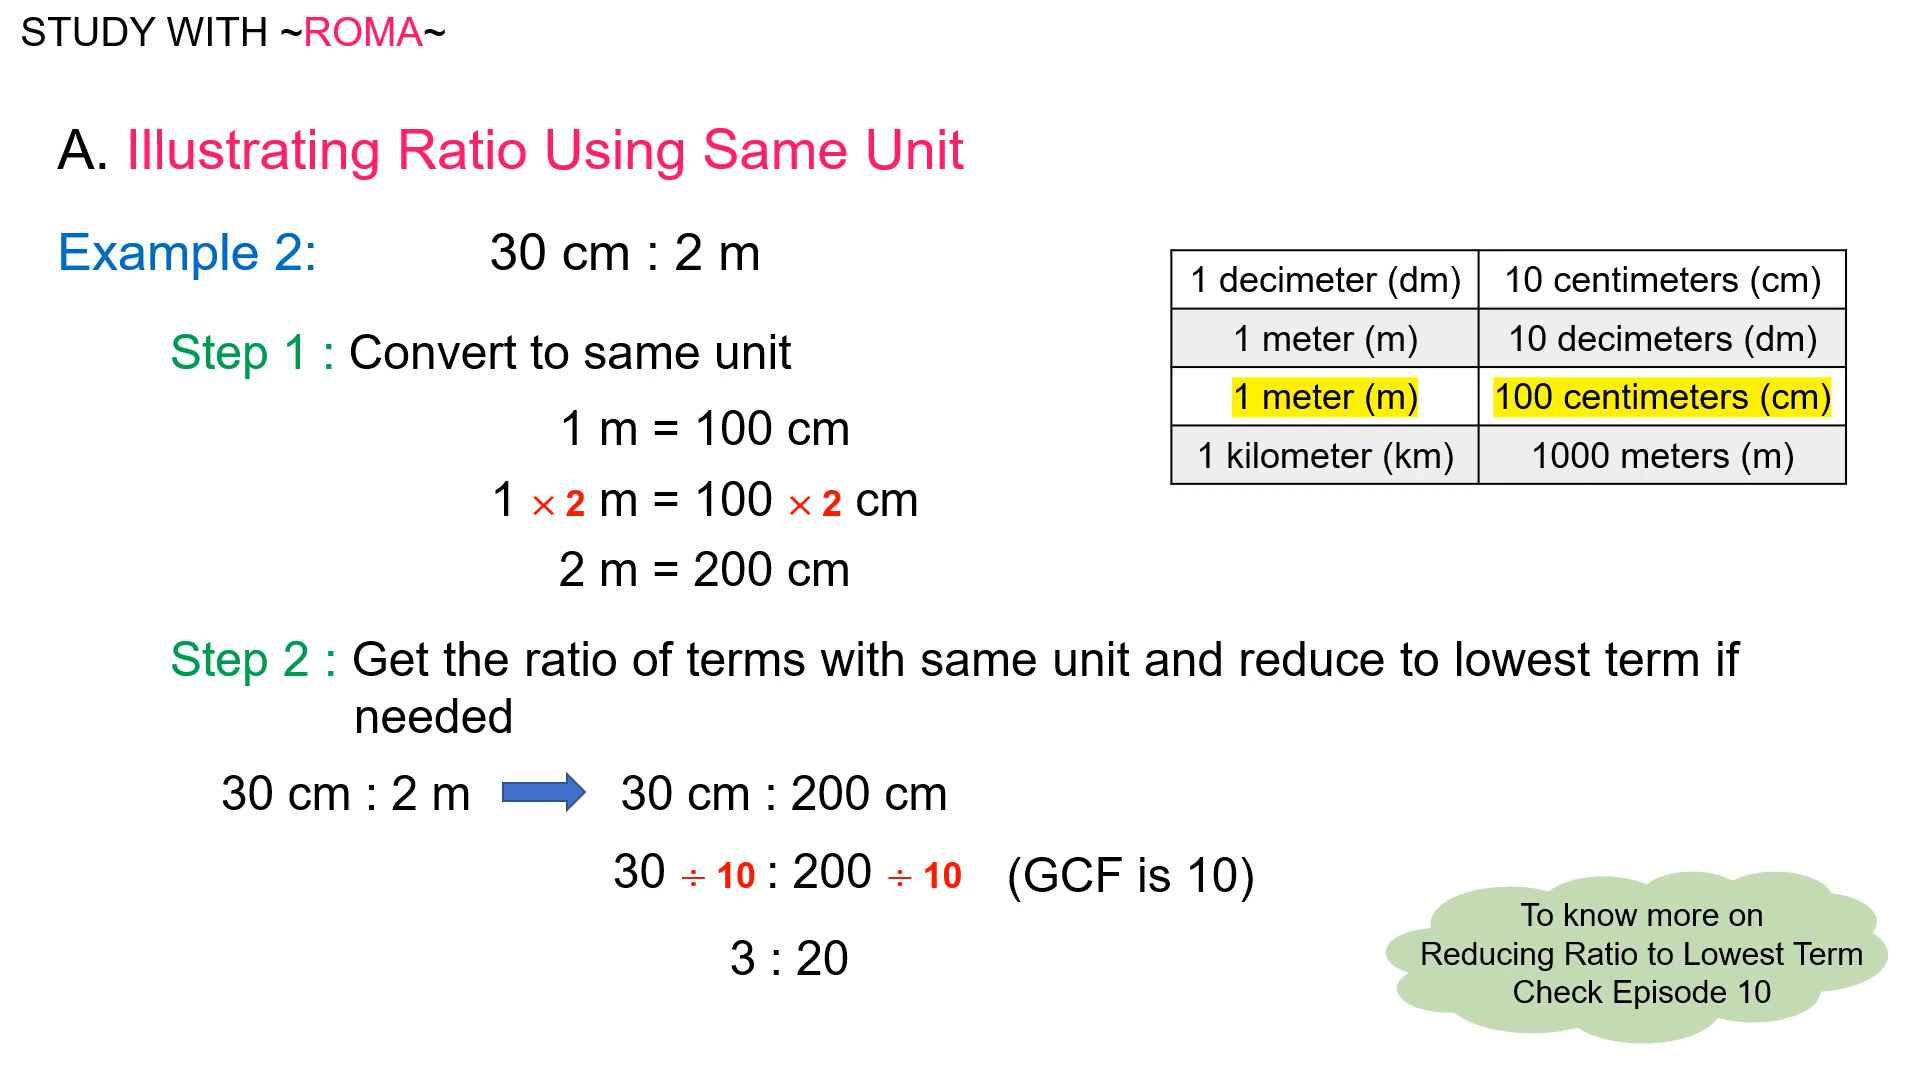 STUDY WITH ~ROMA~
A. Illustrating Ratio Using Same Unit
Example 2: 30 cm : 2 m
1 decimeter (dm) 10 centimeters (cm)
1 meter (m) 10 decimeters (dm)
1 meter (m) 100 centimeters (cm)
1 kilometer (km) 1000 meters (m)
Step 1 : Convert to same unit
1 m = 100 cm
1 × 2 m = 100 × 2 cm
2 m = 200 cm
Step 2 : Get the ratio of terms with same unit and reduce to lowest term if
needed
30 cm : 2 m 30 cm : 200 cm
30 ÷ 10 : 200 ÷ 10 (GCF is 10)
3 : 20
To know more on
Reducing Ratio to Lowest Term
Check Episode 10